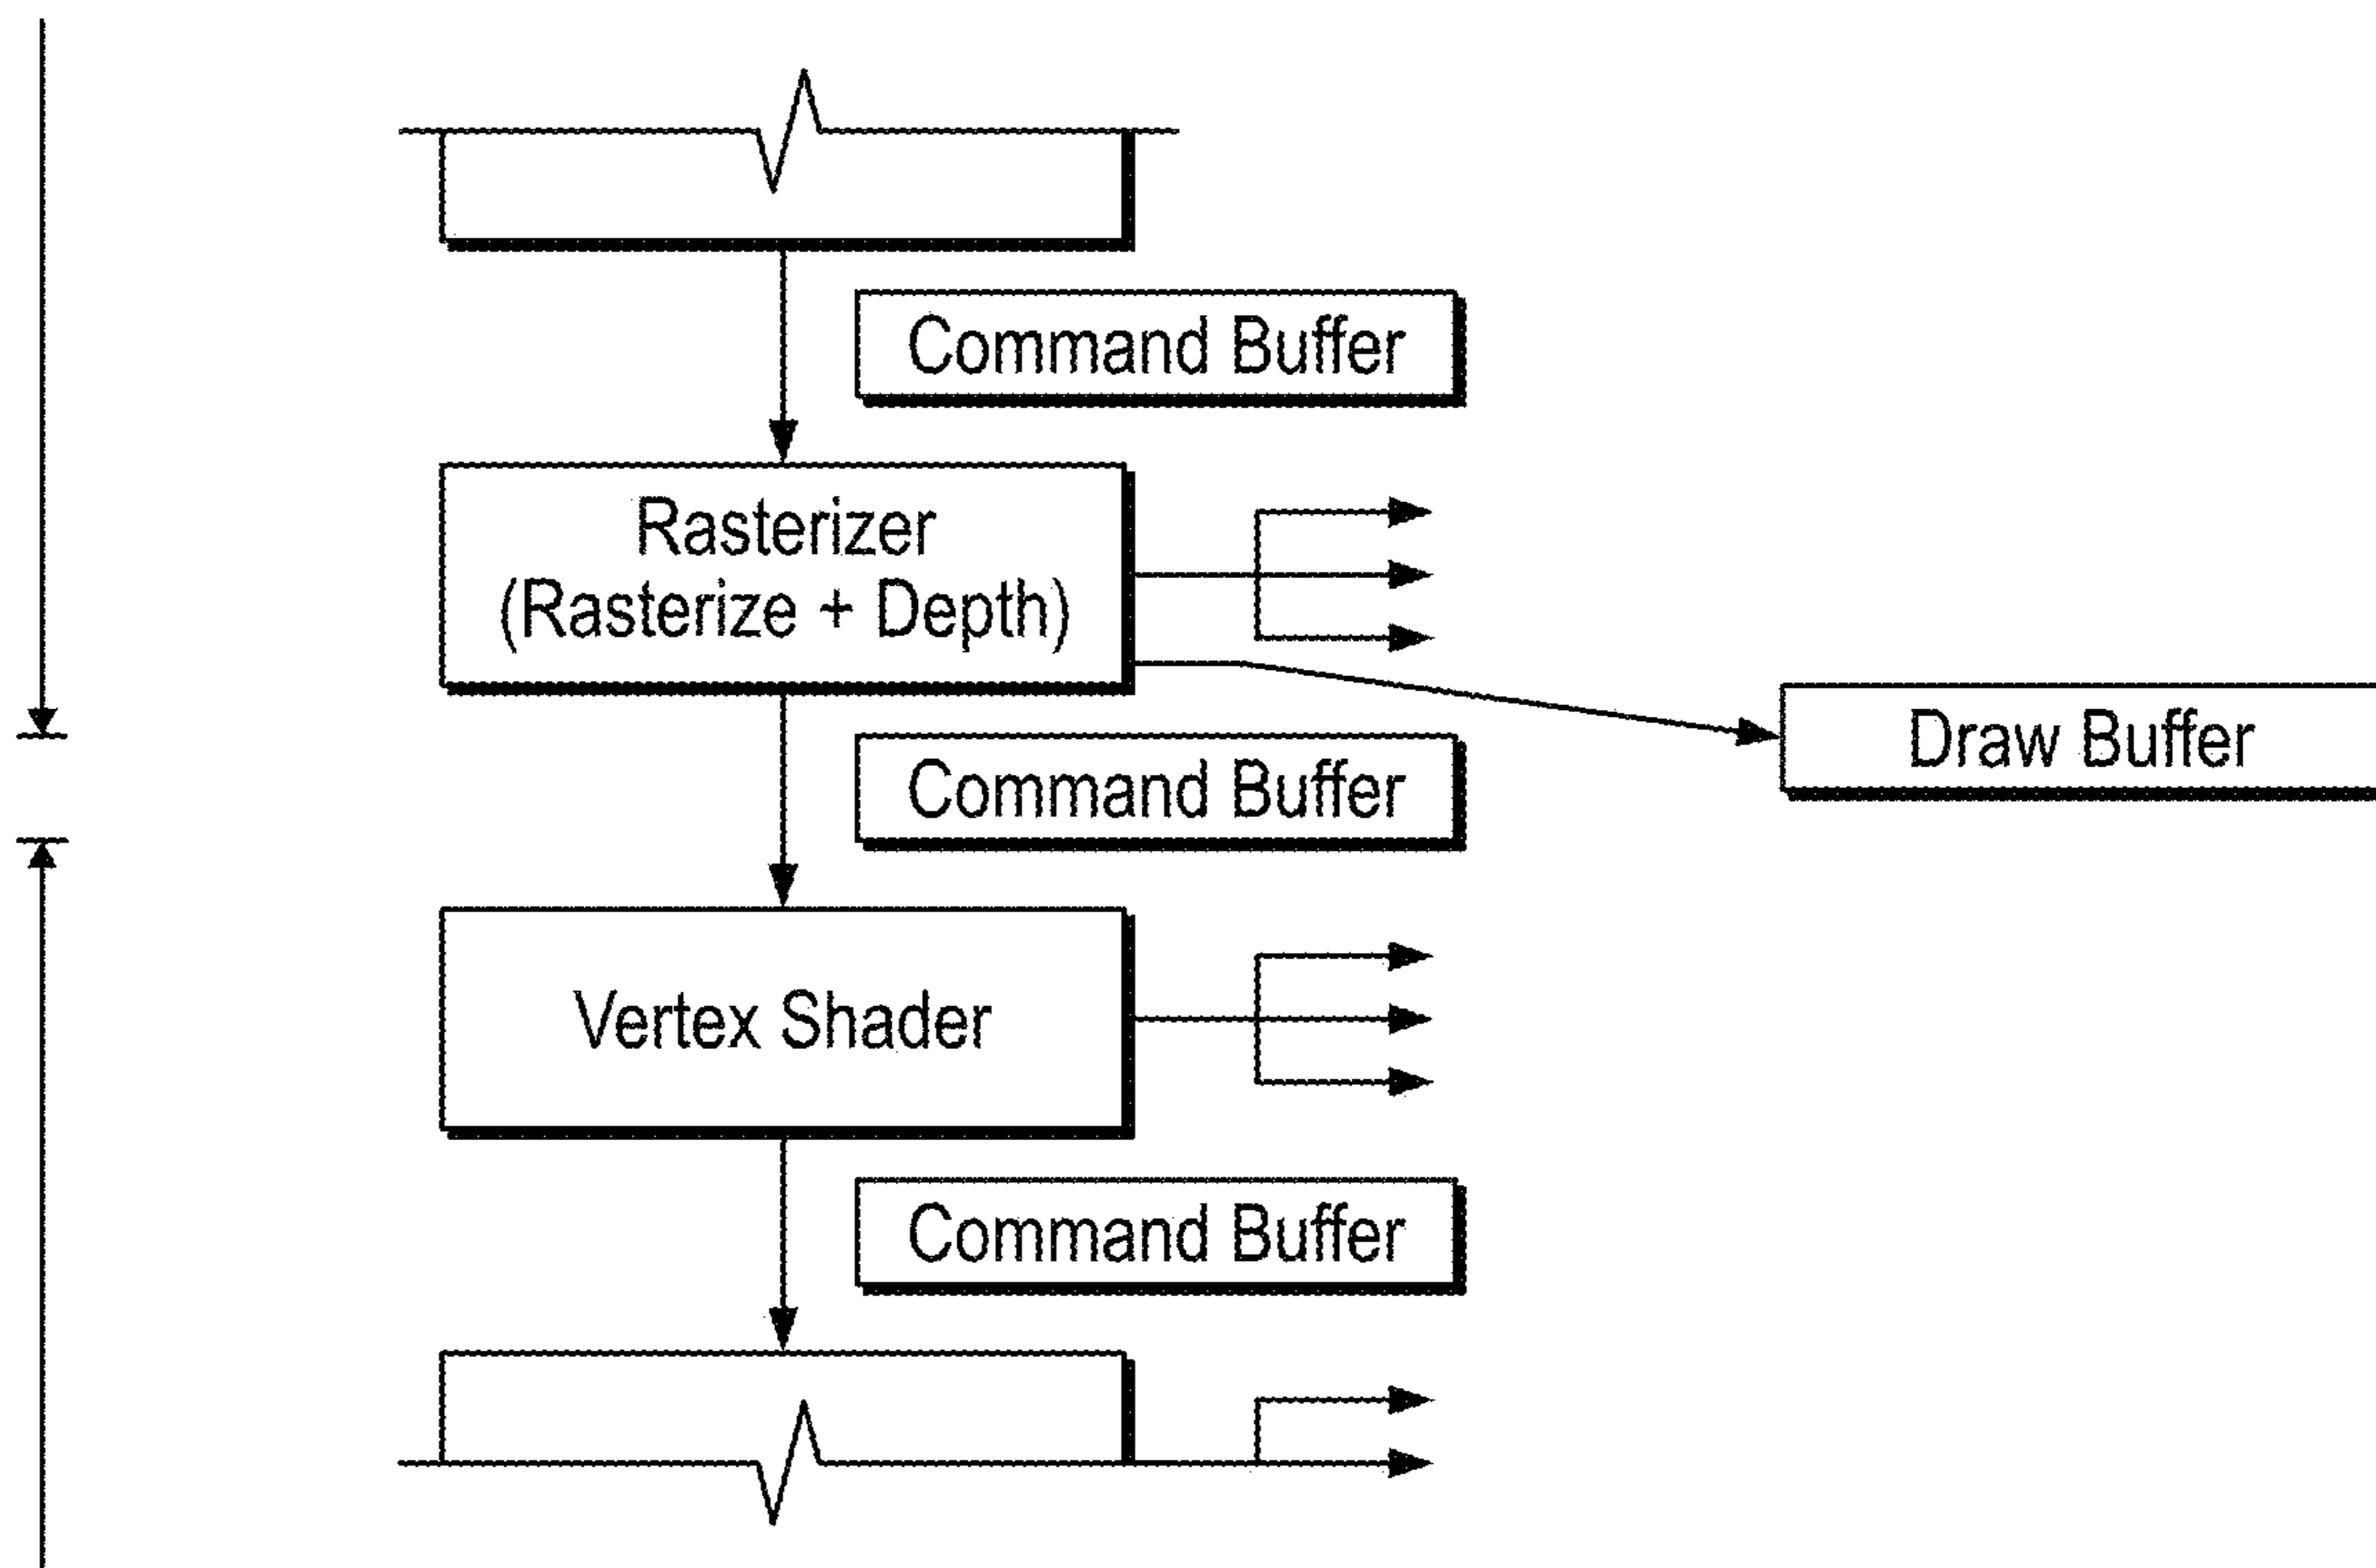 Command Buffer
Rasterizer
(Rasterize + Depth)
Draw Buffer
Command Buffer
Vertex Shader
Command Buffer